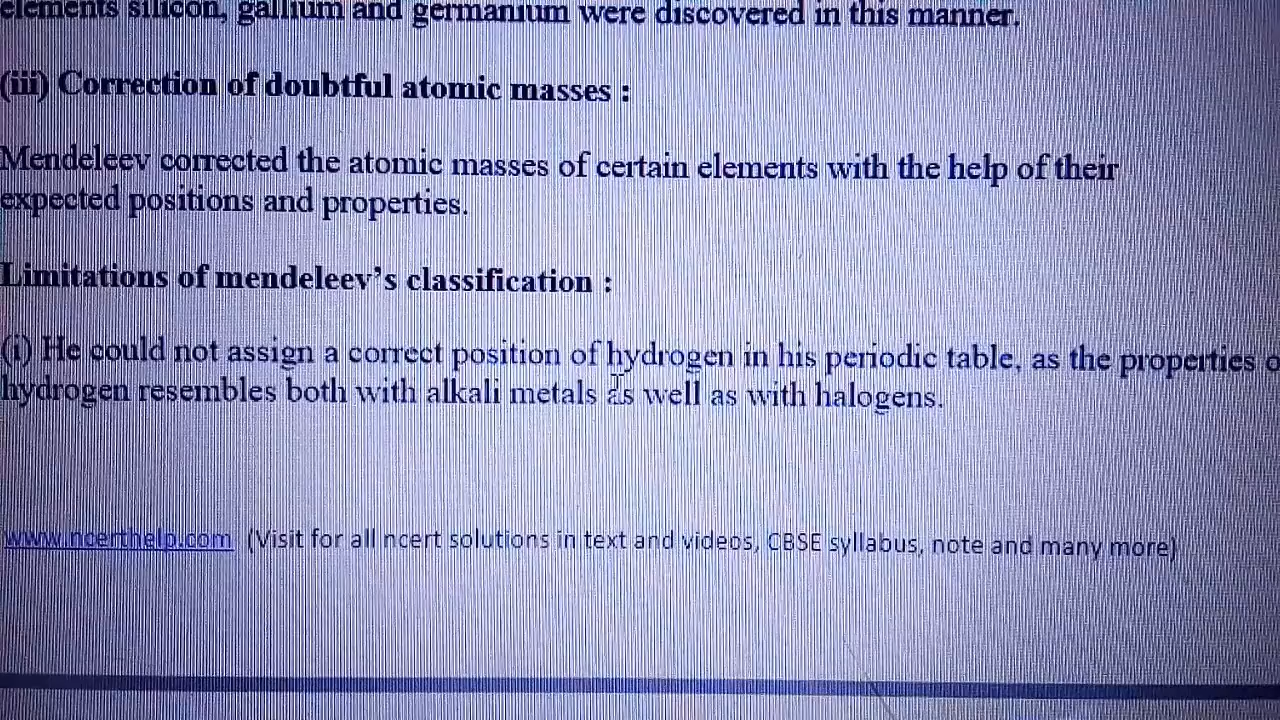 elements silicon, gallium and germanium were discovered in this manner.
(iii) Correction of doubtful atomic masses :
Mendeleev corrected the atomic masses of certain elements with the help of their
expected positions and properties.
Limitations of mendeleev's classification :
(i) He could not assign a correct position of hydrogen in his periodic table, as the properties o
hydrogen resembles both with alkali metals as well as with halogens.
www.ncerthelp.com (Visit for all ncert solutions in text and videos, CBSE syllabus, note and many more)